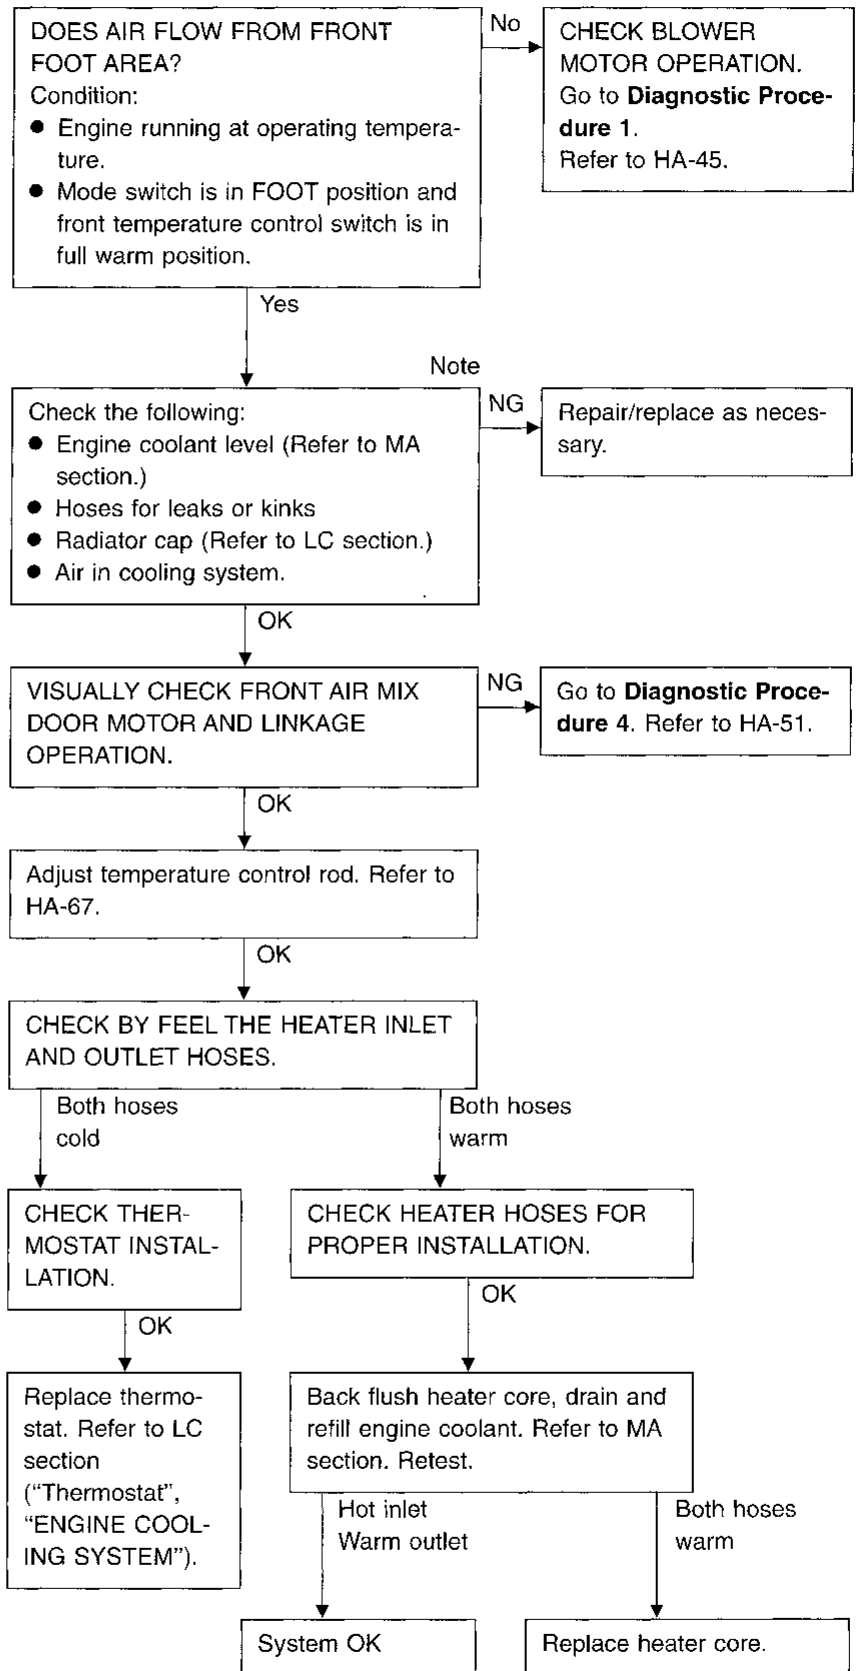 DOES AIR FLOW FROM FRONT
FOOT AREA?
Condition:
● Engine running at operating tempera-
ture.
● Mode switch is in FOOT position and
front temperature control switch is in
full warm position.
No
CHECK BLOWER
MOTOR OPERATION.
Go to Diagnostic Proce-
dure 1.
Refer to HA-45.
Yes
Note
Check the following:
● Engine coolant level (Refer to MA
section.)
● Hoses for leaks or kinks
● Radiator cap (Refer to LC section.)
● Air in cooling system.
NG
Repair/replace as neces-
sary.
OK
VISUALLY CHECK FRONT AIR MIX
DOOR MOTOR AND LINKAGE
OPERATION.
NG
Go to Diagnostic Proce-
dure 4. Refer to HA-51.
OK
Adjust temperature control rod. Refer to
HA-67.
OK
CHECK BY FEEL THE HEATER INLET
AND OUTLET HOSES.
Both hoses
cold
Both hoses
warm
CHECK THER-
MOSTAT INSTAL-
LATION.
CHECK HEATER HOSES FOR
PROPER INSTALLATION.
OK
OK
Replace thermo-
stat. Refer to LC
section
("Thermostat",
"ENGINE COOL-
ING SYSTEM").
Back flush heater core, drain and
refill engine coolant. Refer to MA
section. Retest.
Hot inlet
Warm outlet
Both hoses
warm
System OK
Replace heater core.